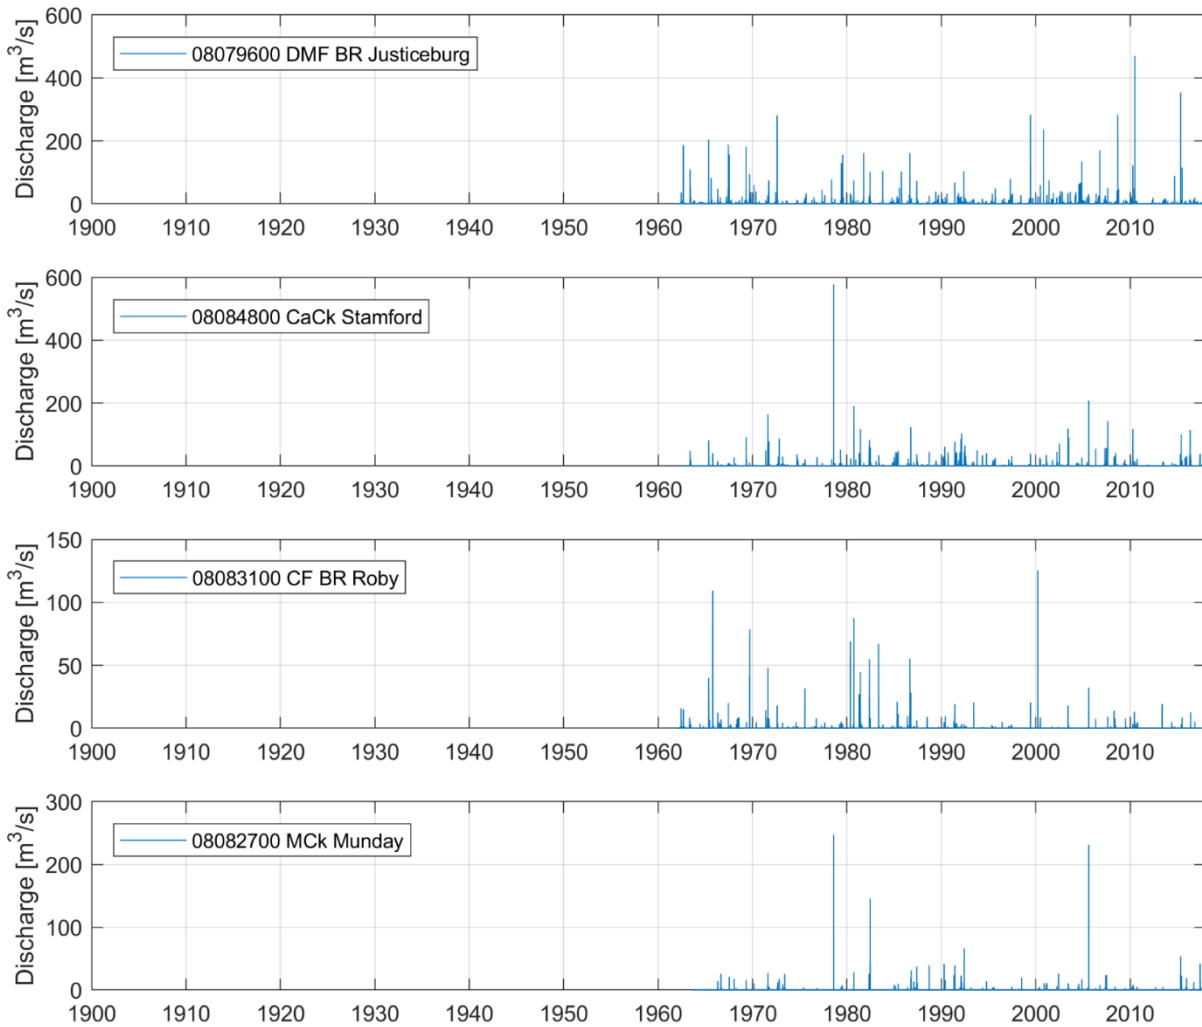 600
400
200
0
Discharge [m³/s]
08079600 DMF BR Justiceburg
1900 1910 1920 1930 1940 1950 1960 1970 1980 1990 2000 2010
600
400
200
0
Discharge [m³/s]
08084800 CaCk Stamford
1900 1910 1920 1930 1940 1950 1960 1970 1980 1990 2000 2010
150
100
50
0
Discharge [m³/s]
08083100 CF BR Roby
1900 1910 1920 1930 1940 1950 1960 1970 1980 1990 2000 2010
300
200
100
0
Discharge [m³/s]
08082700 MCk Munday
1900 1910 1920 1930 1940 1950 1960 1970 1980 1990 2000 2010